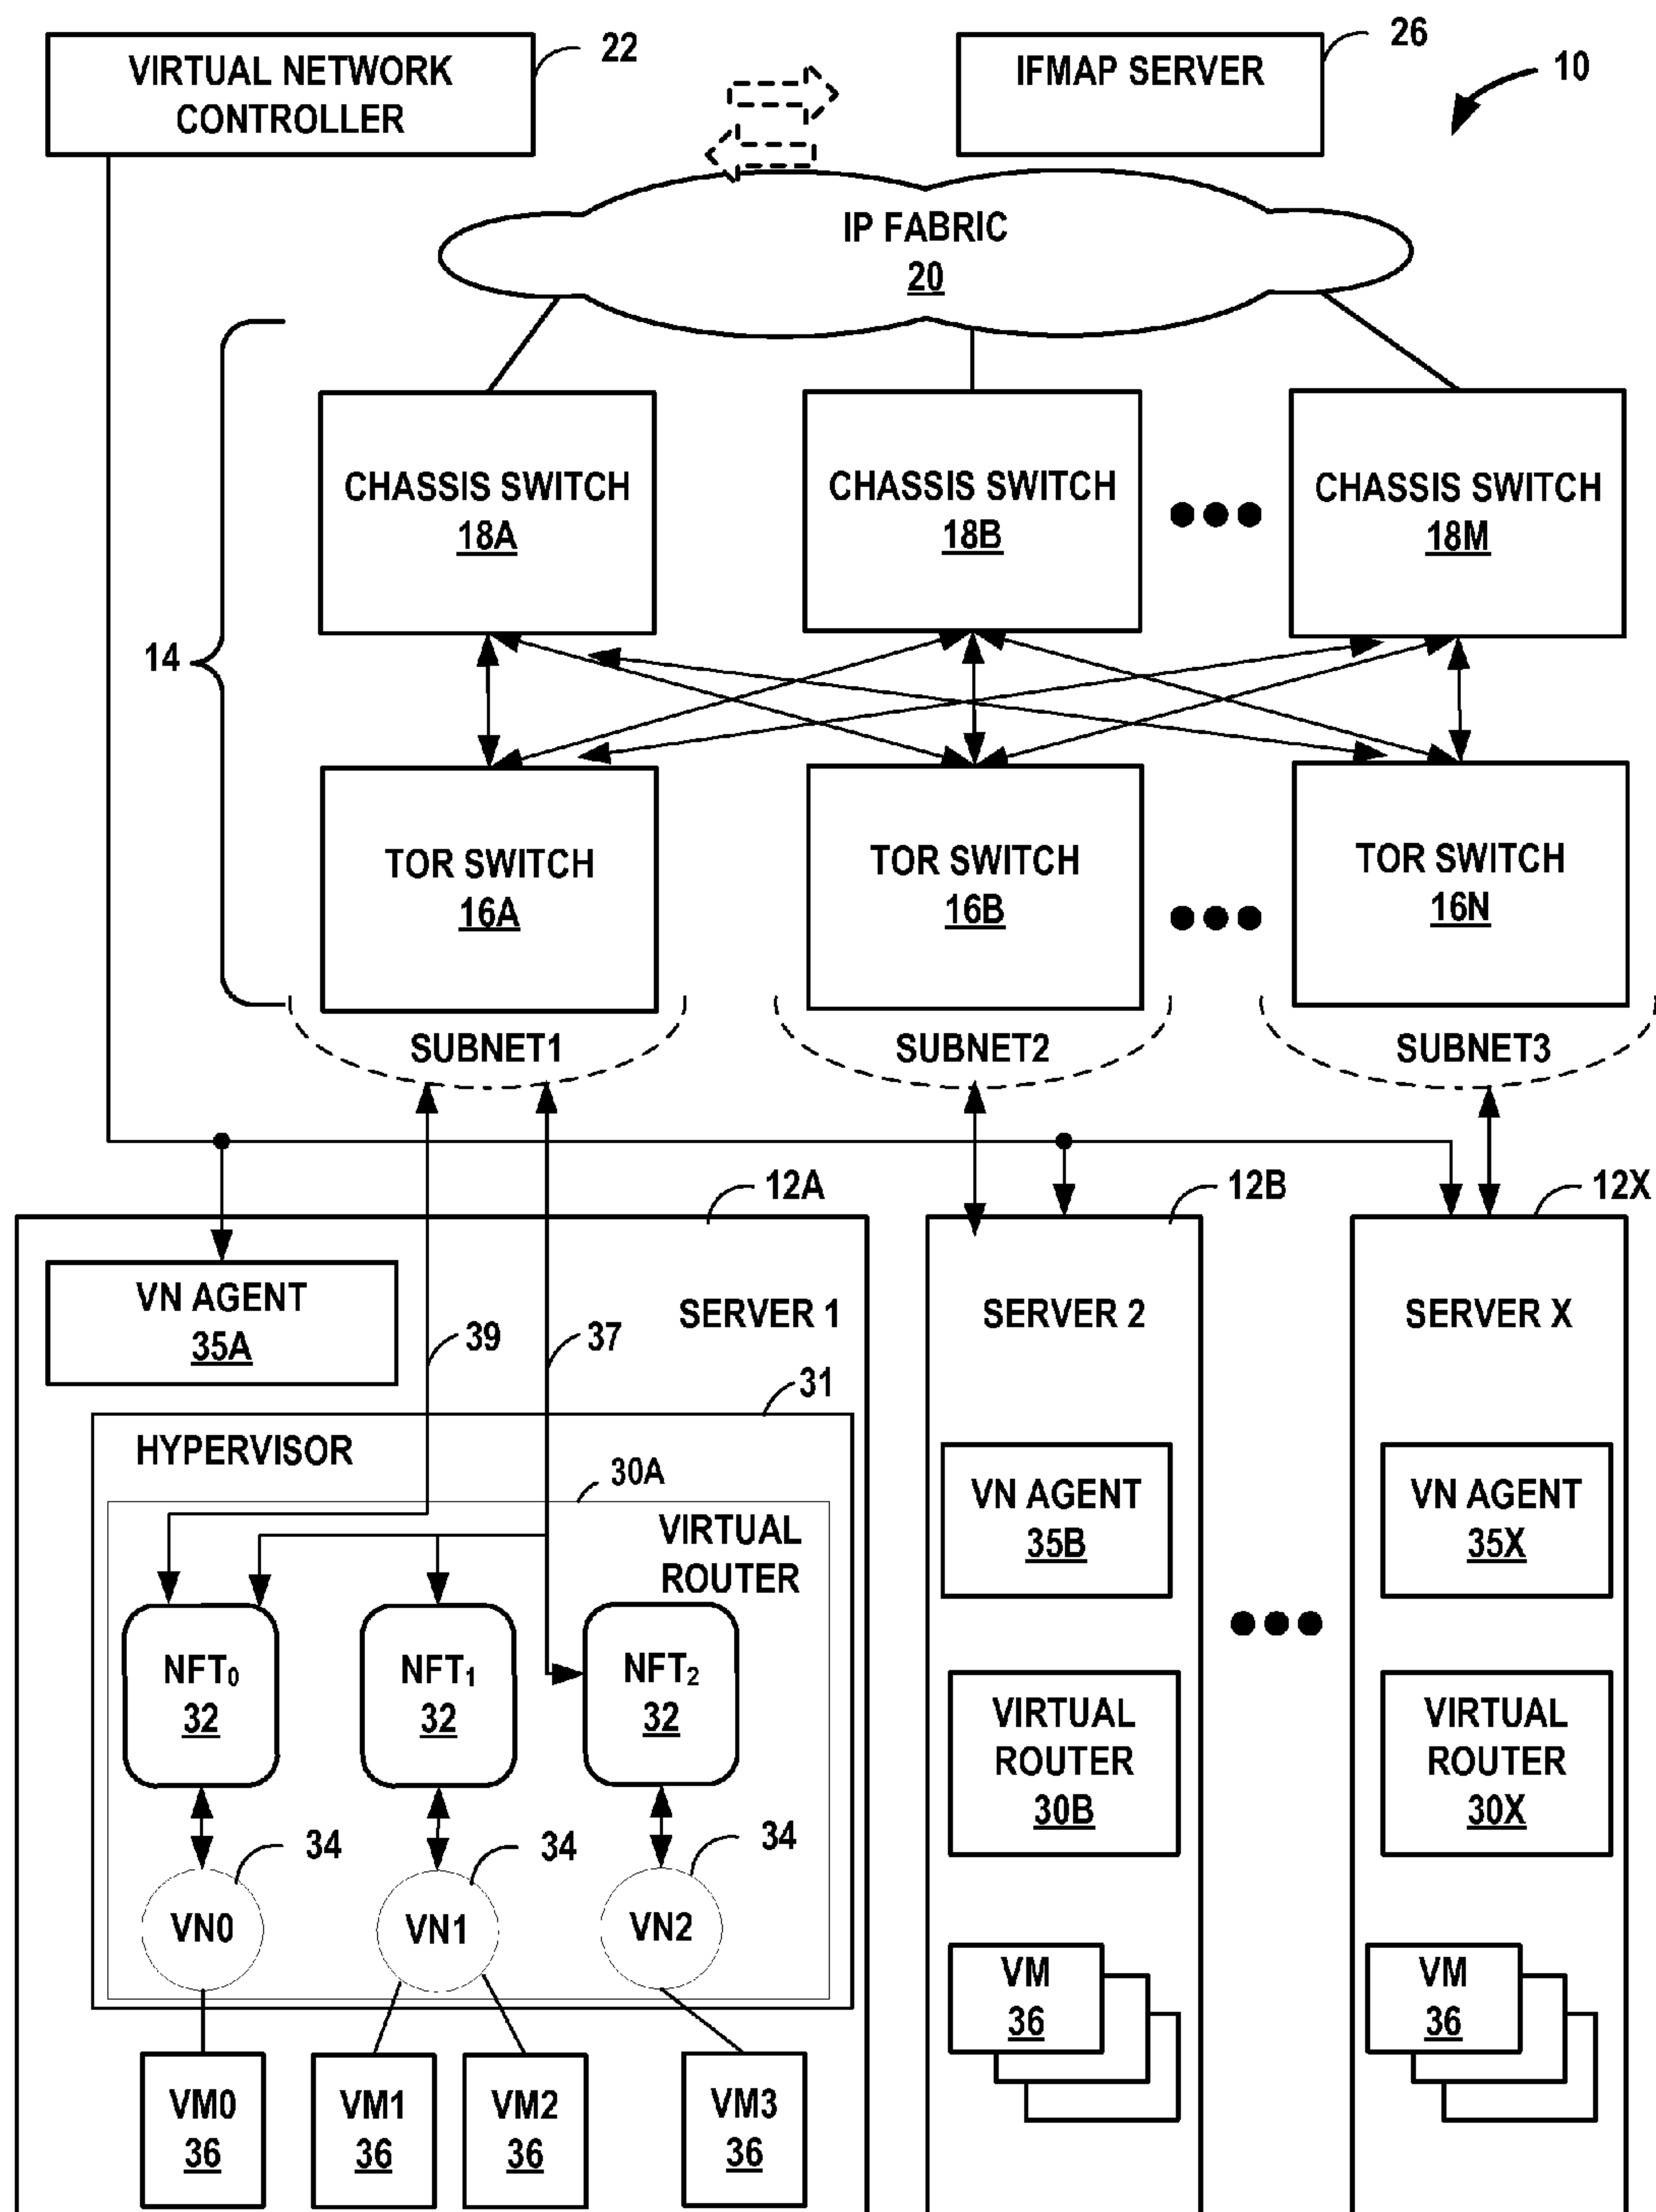 VIRTUAL NETWORK
CONTROLLER
22
IFMAP SERVER
26
10
IP FABRIC
20
14
CHASSIS SWITCH
18A
CHASSIS SWITCH
18B
CHASSIS SWITCH
18M
TOR SWITCH
16A
TOR SWITCH
16B
TOR SWITCH
16N
SUBNET1
SUBNET2
SUBNET3
12A
12B
12X
VN AGENT
35A
SERVER 1
39
37
31
HYPERVISOR
30A
VIRTUAL
ROUTER
NFT₀
32
NFT₁
32
NFT₂
32
34
34
34
VN0
VN1
VN2
VM0
36
VM1
36
VM2
36
VM3
36
SERVER 2
VN AGENT
35B
VIRTUAL
ROUTER
30B
VM
36
SERVER X
VN AGENT
35X
VIRTUAL
ROUTER
30X
VM
36